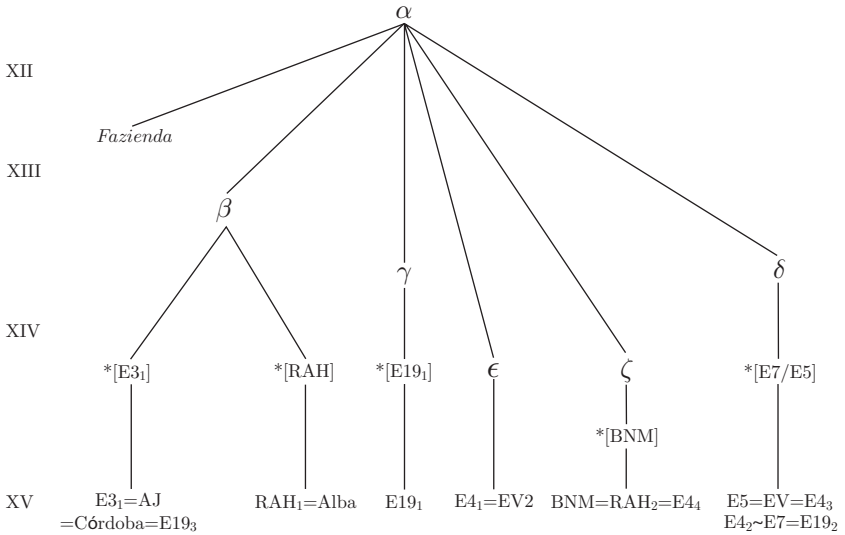 α
XII
Fazienda
XIII
β
γ
δ
XIV
*[E3₁] *[RAH] *[E19₁] ϵ ζ *[E7/E5]
*[BNM]
XV E3₁=AJ RAH₁=Alba E19₁ E4₁=EV2 BNM=RAH₂=E4₄ E5=EV=E4₃
=Córdoba=E19₃ E4₂~E7=E19₂